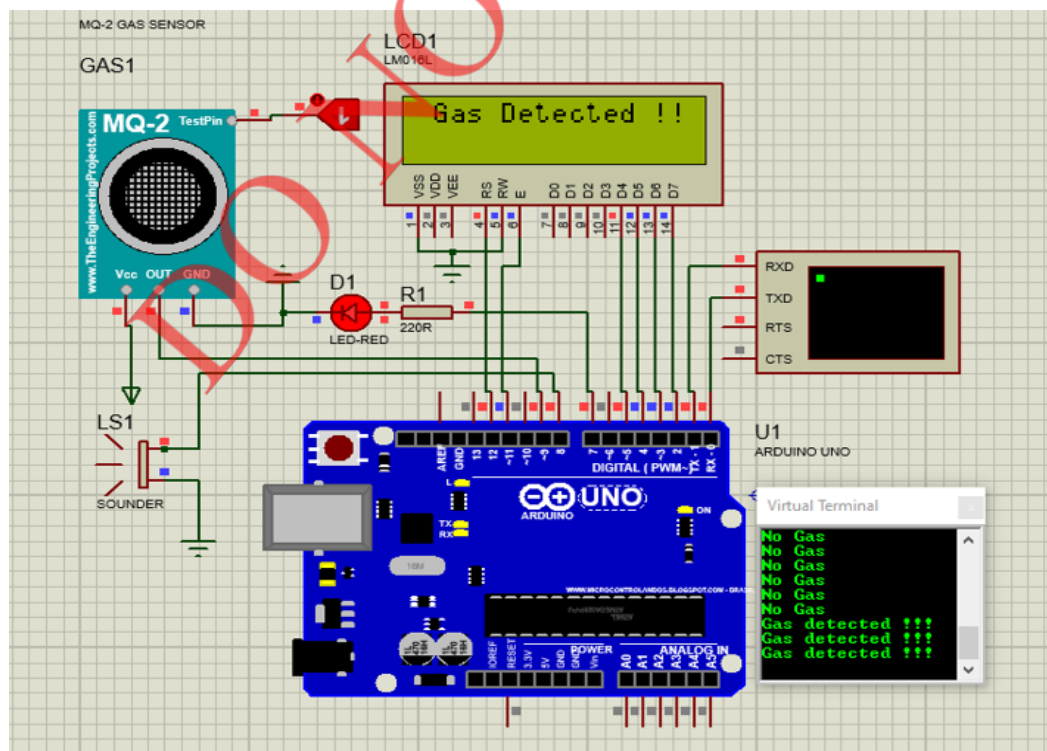 MQ-2 GAS SENSOR
GAS1
www.TheEngineeringProjects.com
MQ-2
TestPin
Vcc OUT GND
LCD1
LM016L
Gas Detected !!
VSS VDD VEE RS RW E D0 D1 D2 D3 D4 D5 D6 D7
1 2 3 4 5 6 7 8 9 10 11 12 13 14
D1
LED-RED
R1
220R
RXD
TXD
RTS
CTS
LS1
SOUNDER
U1
ARDUINO UNO
AREF GND 13 12 ~11 ~10 ~9 8 7 ~6 ~5 4 ~3 2 TX - 1 RX - 0
DIGITAL ( PWM~)
L
TX
RX
UNO
ARDUINO
ON
16M
WWW.MICROCONTROLANDOS.BLOGSPOT.COM
POWER
ANALOG IN
IOREF RESET 3.3V 5V GND GND Vin A0 A1 A2 A3 A4 A5
Virtual Terminal
No Gas
No Gas
No Gas
No Gas
No Gas
No Gas
Gas detected !!!
Gas detected !!!
Gas detected !!!
DO NO